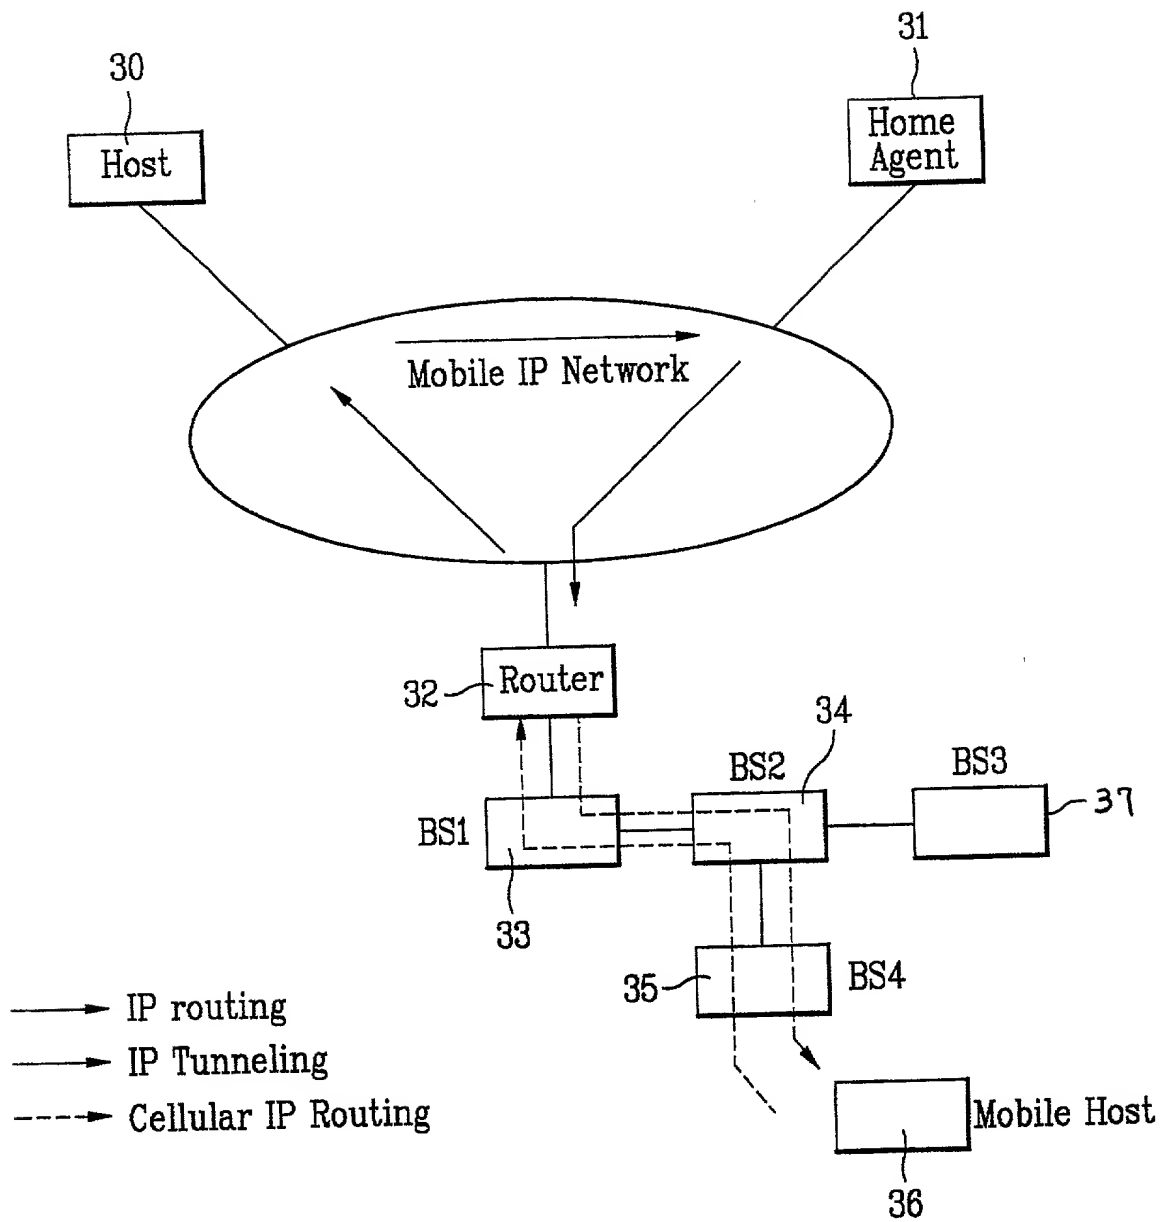 30
31
Host
Home
Agent
Mobile IP Network
32
Router
34
BS2
BS3
BS1
37
33
35
BS4
IP routing
IP Tunneling
Cellular IP Routing
Mobile Host
36